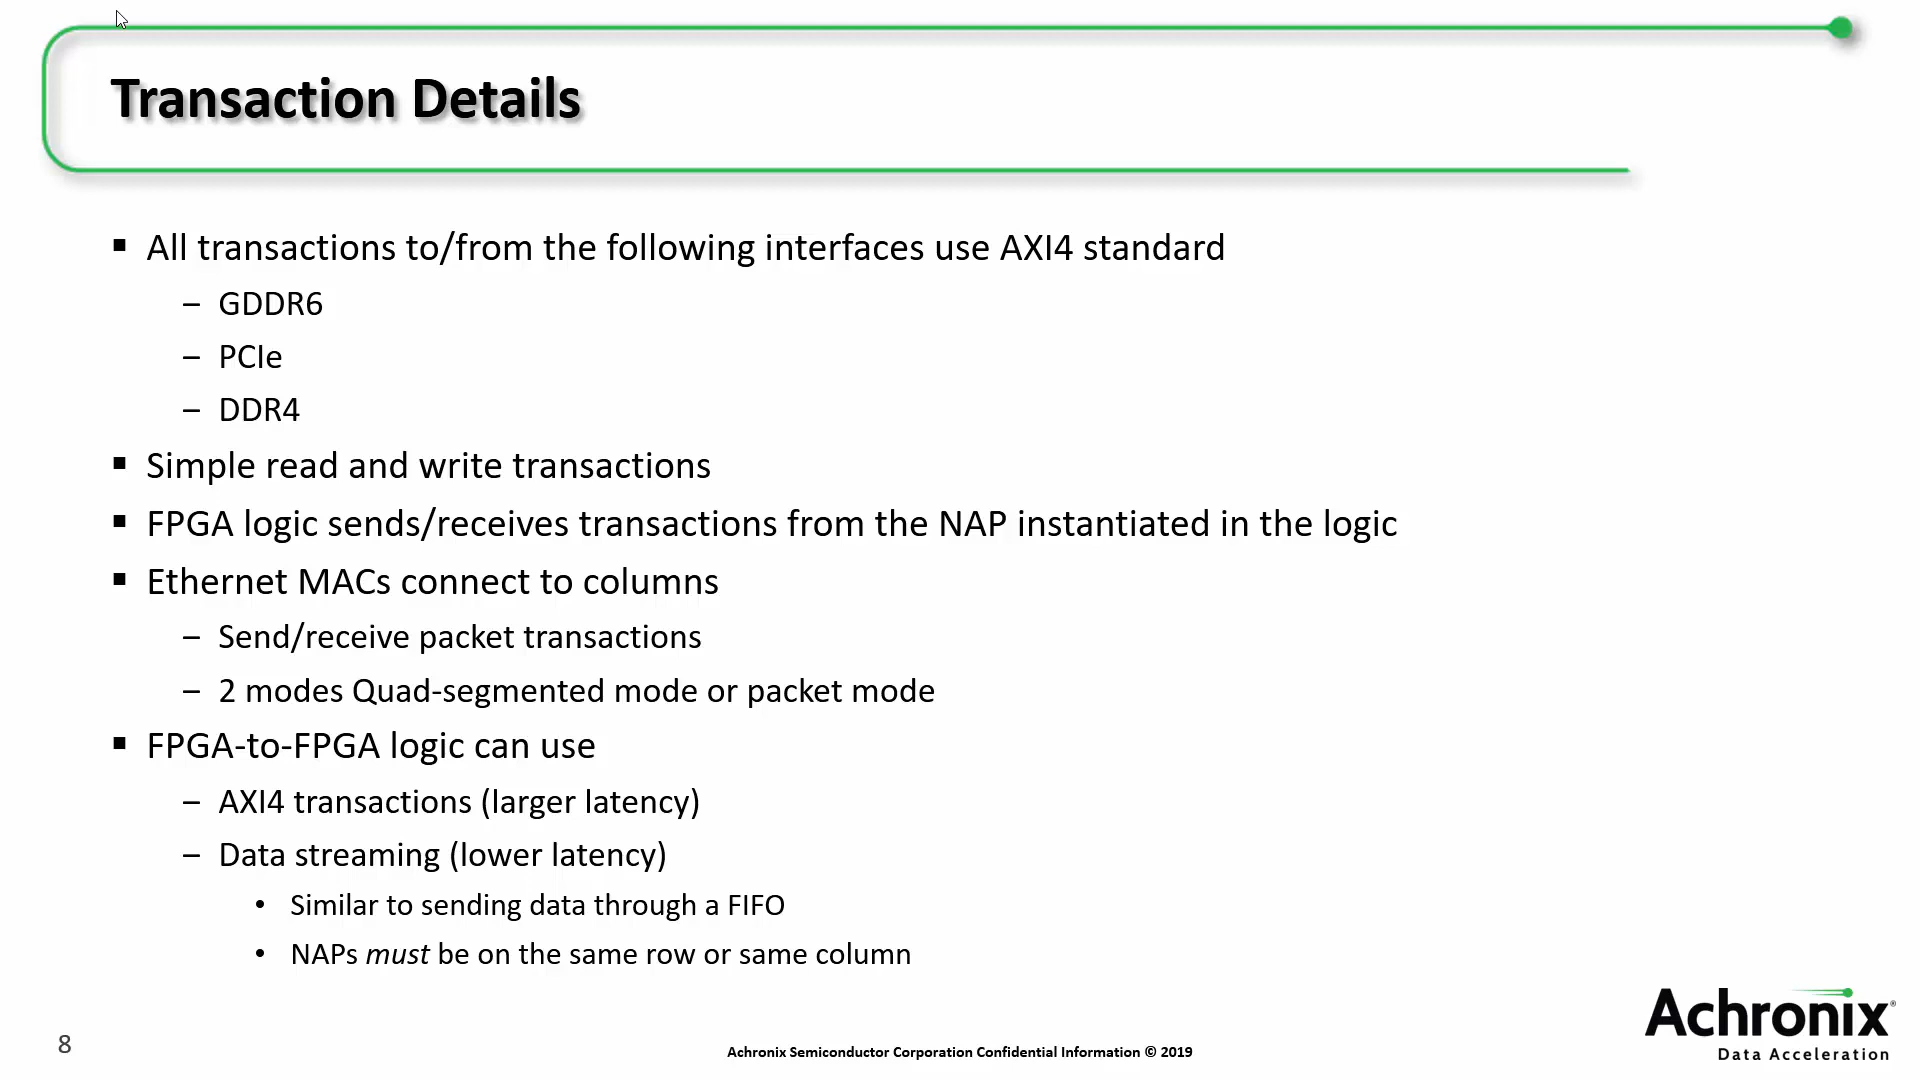 Transaction Details
▪ All transactions to/from the following interfaces use AXI4 standard
– GDDR6
– PCIe
– DDR4
▪ Simple read and write transactions
▪ FPGA logic sends/receives transactions from the NAP instantiated in the logic
▪ Ethernet MACs connect to columns
– Send/receive packet transactions
– 2 modes Quad-segmented mode or packet mode
▪ FPGA-to-FPGA logic can use
– AXI4 transactions (larger latency)
– Data streaming (lower latency)
• Similar to sending data through a FIFO
• NAPs must be on the same row or same column
8
Achronix Semiconductor Corporation Confidential Information © 2019
Achronix®
Data Acceleration